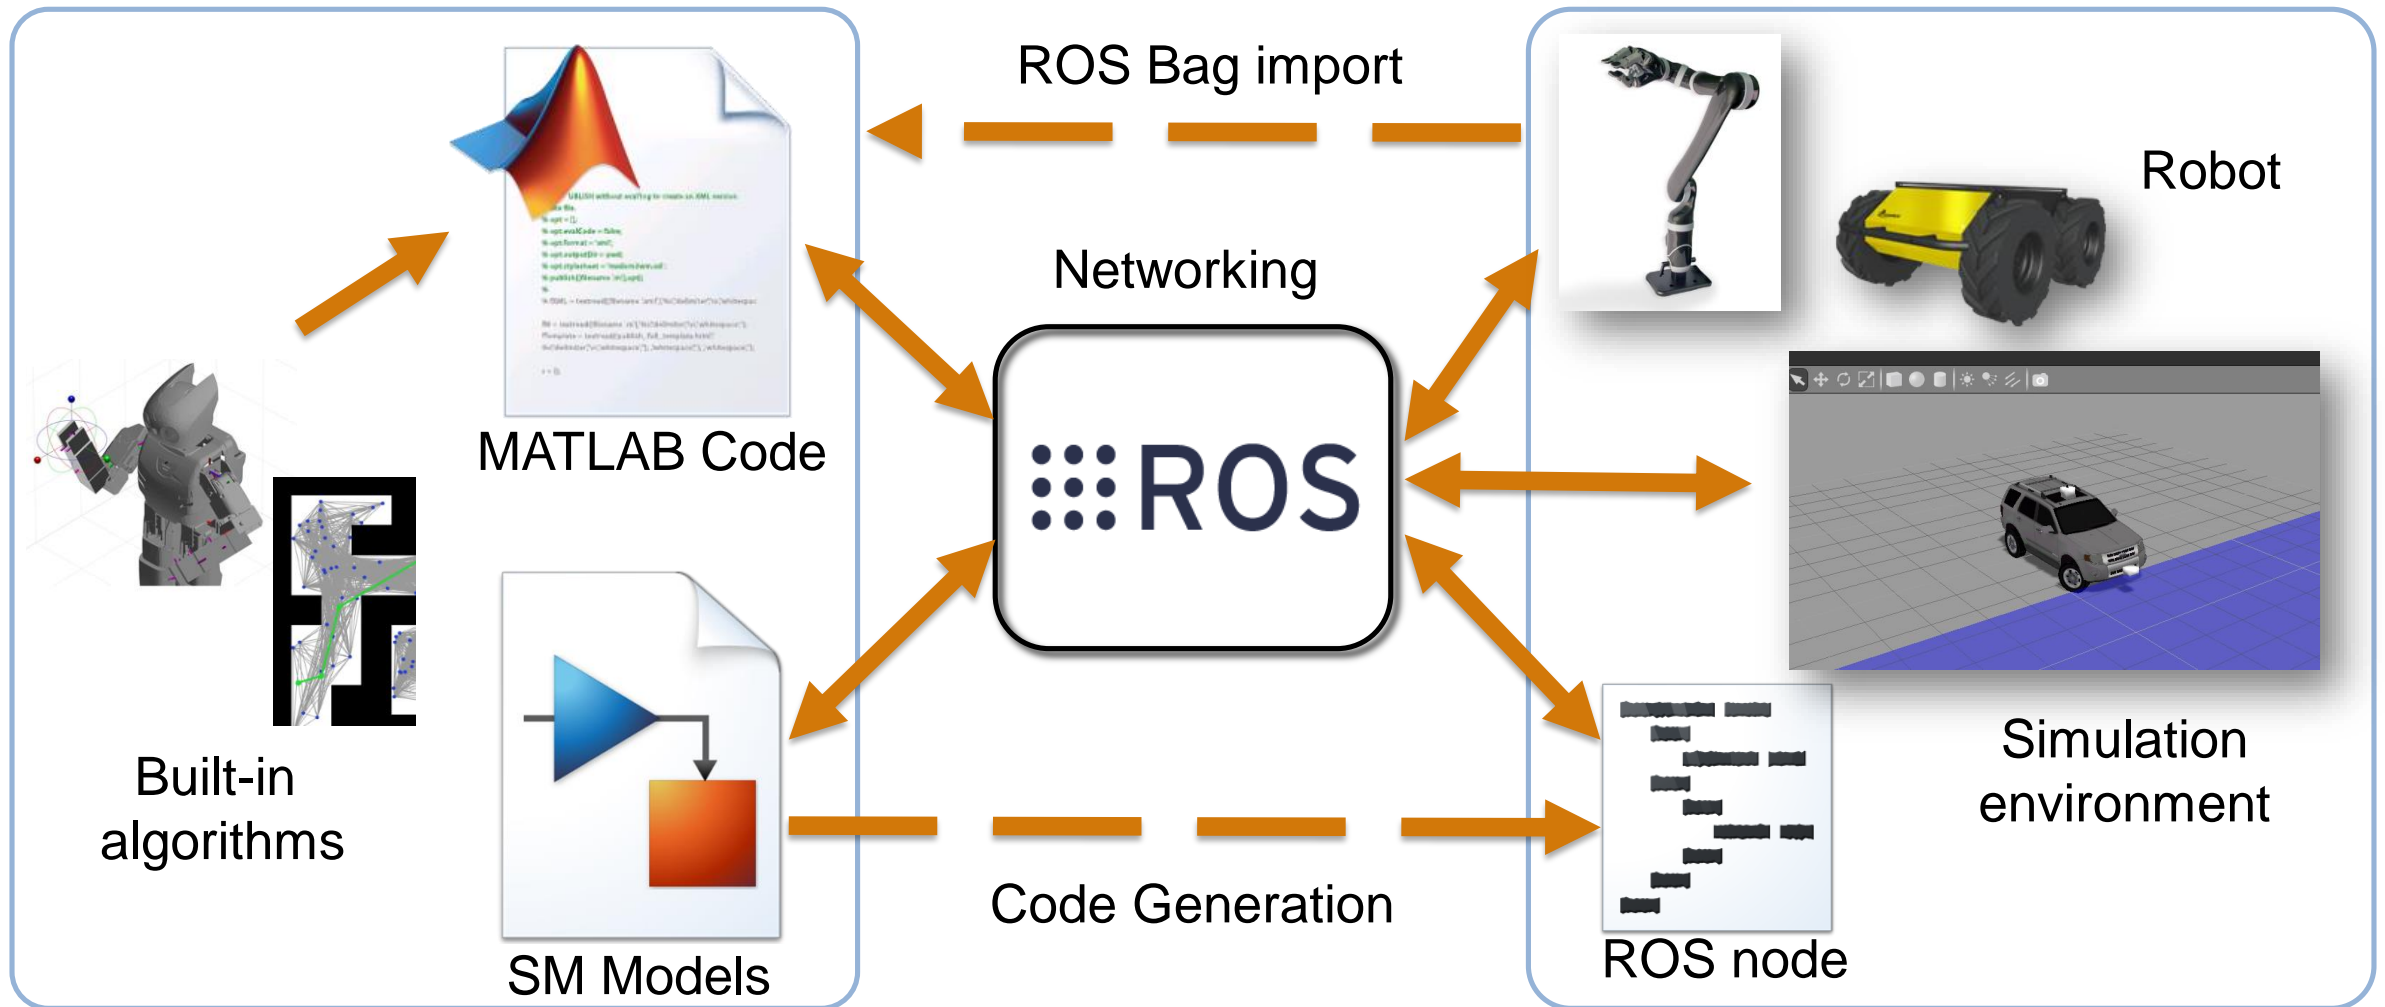 ROS Bag import
Robot
Networking
MATLAB Code
ROS
Built-in
algorithms
Simulation
environment
Code Generation
SM Models
ROS node